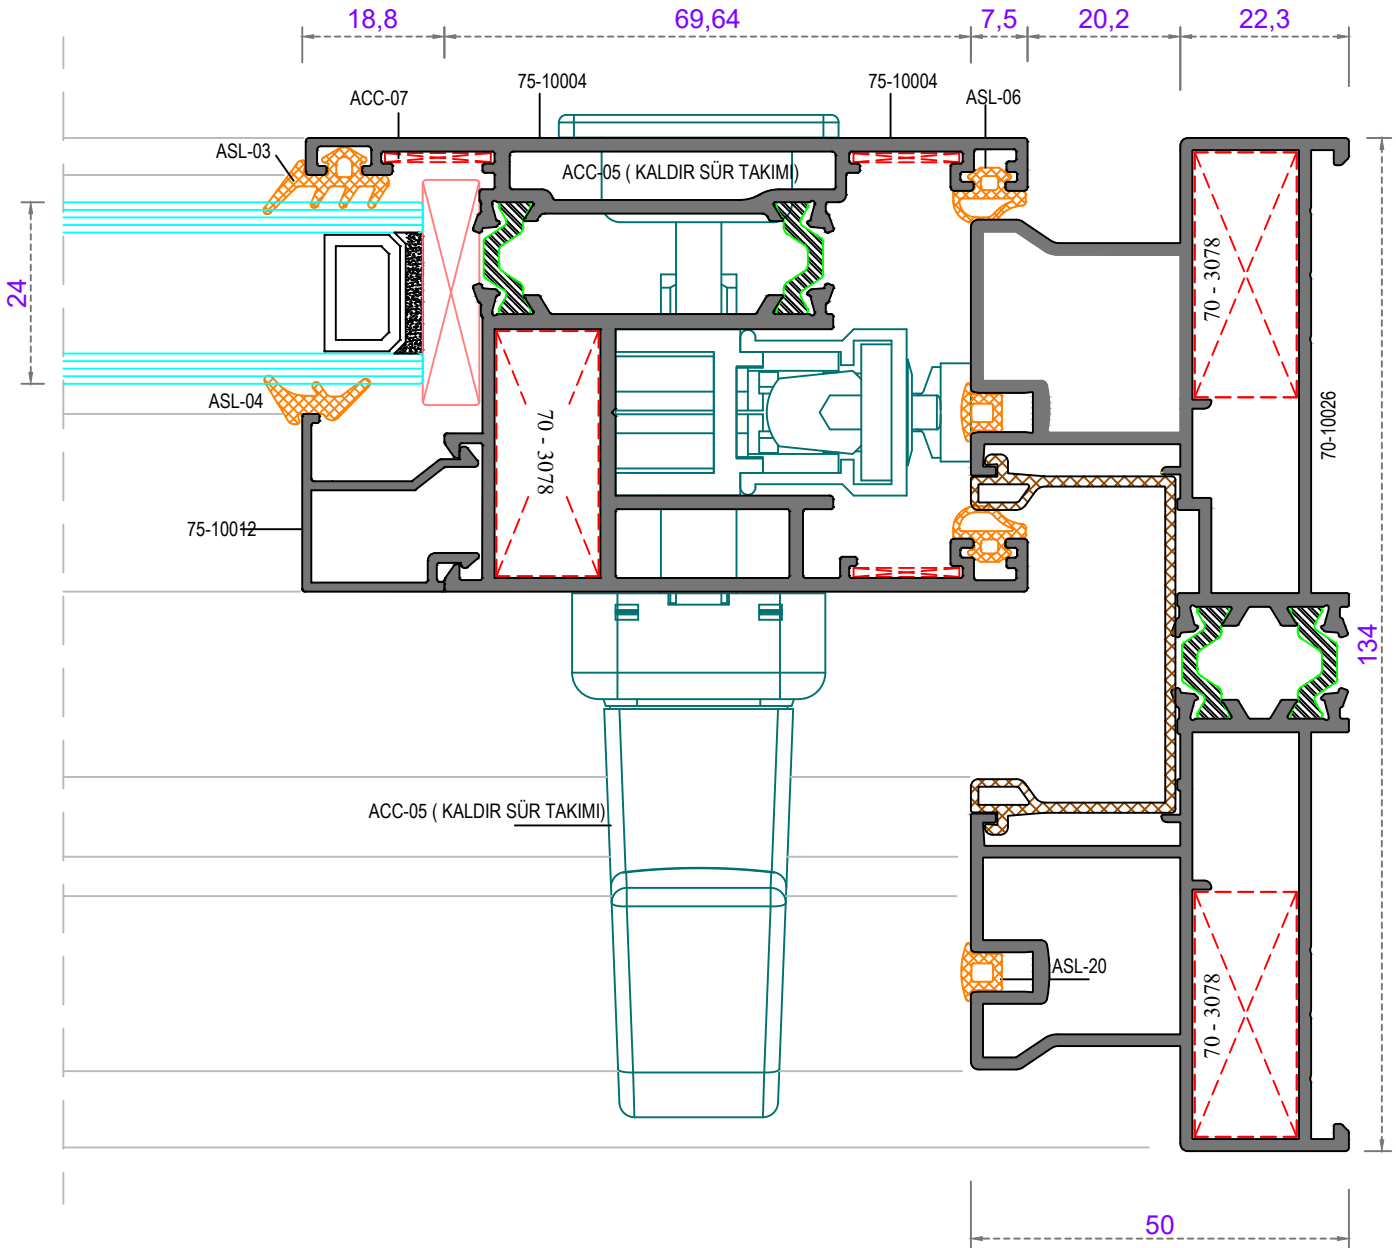 18,8
69,64
7,5
20,2
22,3
75-10004
75-10004
ACC-07
ASL-06
ASL-03
ACC-05 ( KALDIR SÜR TAKIMI)
70 - 3078
24
ASL-04
70 - 3078
70-10026
75-10012
134
ACC-05 ( KALDIR SÜR TAKIMI)
ASL-20
70 - 3078
50